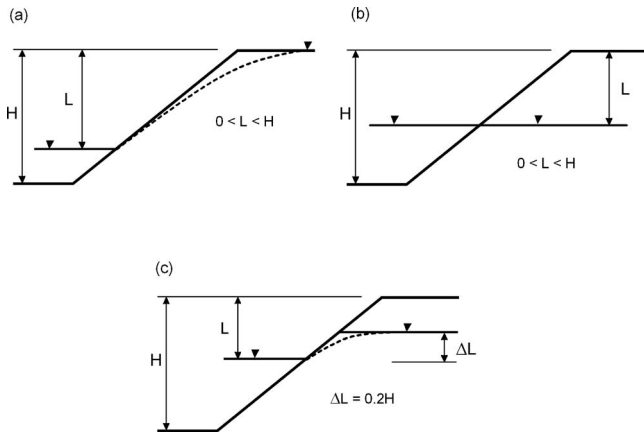 (a)
H
L
0 < L < H
(b)
H
L
0 < L < H
(c)
H
L
ΔL
ΔL = 0.2H